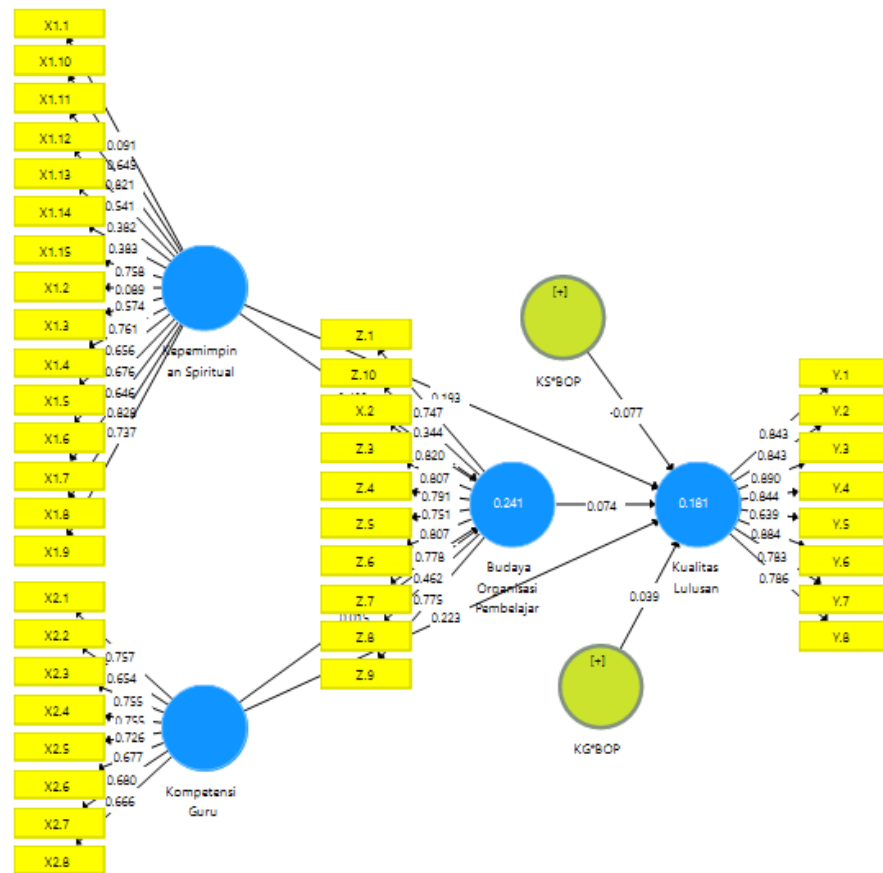 X1.1
X1.10
X1.11
X1.12
X1.13
X1.14
X1.15
X1.2
X1.3
X1.4
X1.5
X1.6
X1.7
X1.8
X1.9
0.091
0.649
0.821
0.541
0.382
0.383
0.758
0.089
0.574
0.761
0.656
0.676
0.646
0.828
0.737
Kepemimpin
an Spiritual
X2.1
X2.2
X2.3
X2.4
X2.5
X2.6
X2.7
X2.8
0.757
0.654
0.755
0.755
0.726
0.677
0.680
0.666
Kompetensi
Guru
Z.1
Z.10
X.2
Z.3
Z.4
Z.5
Z.6
Z.7
Z.8
Z.9
0.193
0.747
0.344
0.820
0.807
0.791
0.751
0.807
0.778
0.462
0.775
0.223
0.241
Budaya
Organisasi
Pembelajar
0.074
[+]
KS*BOP
-0.077
0.181
Kualitas
Lulusan
0.039
[+]
KG*BOP
0.843
0.843
0.890
0.844
0.639
0.884
0.783
0.786
Y.1
Y.2
Y.3
Y.4
Y.5
Y.6
Y.7
Y.8